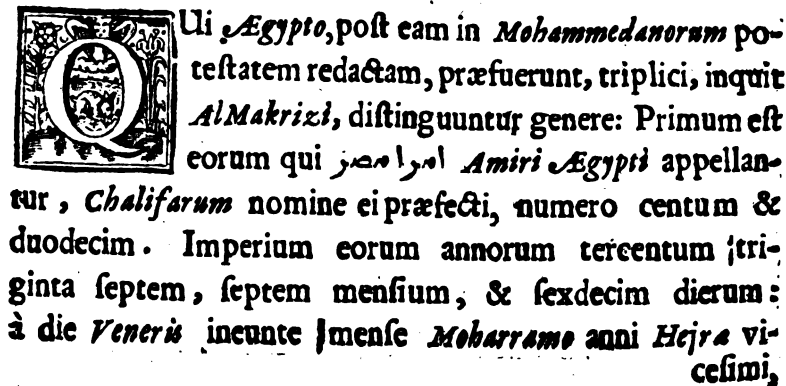 QUi Ægypto, poſt eam in Mohammedanorum po-
teſtatem redactam, præfuerunt, triplici, inquit
AlMakrizi, diſtinguuntur genere: Primum eſt
eorum qui امرا مصر Amiri Ægypti appellan-
tur, Chalifarum nomine ei præfecti, numero centum &
duodecim. Imperium eorum annorum tercentum tri-
ginta ſeptem, ſeptem menſium, & ſexdecim dierum:
à die Veneris ineunte menſe Moharramo anni Hejræ vi-
ceſimi,